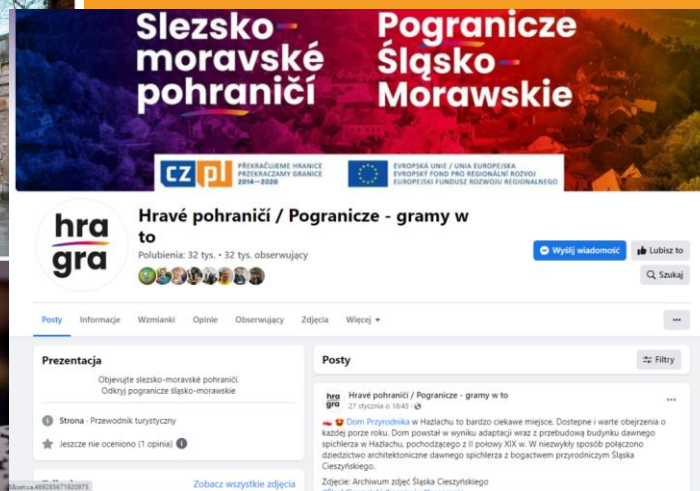 Slezsko-
moravské
pohraničí
Pogranicze
Śląsko-
Morawskie
CZ pl
PŘEKRAČUJEME HRANICE
PRZEKRACZAMY GRANICE
2014—2020
EVROPSKÁ UNIE / UNIA EUROPEJSKA
EVROPSKÝ FOND PRO REGIONÁLNÍ ROZVOJ
EUROPEJSKI FUNDUSZ ROZWOJU REGIONALNEGO
hra
gra
Hravé pohraničí / Pogranicze - gramy w
to
Polubienia: 32 tys. • 32 tys. obserwujący
Wyślij wiadomość
Lubisz to
Szukaj
Posty Informacje Wzmianki Opinie Obserwujący Zdjęcia Więcej
Prezentacja
Objevujte slezsko-moravské pohraničí.
Odkryj pogranicze śląsko-morawskie
Strona · Przewodnik turystyczny
Jeszcze nie oceniono (1 opinia)
Zobacz wszystkie zdjęcia
Posty
Filtry
hra
gra
Hravé pohraničí / Pogranicze - gramy w to
27 stycznia o 18:45 ·
Dom Przyrodnika w Hażlachu to bardzo ciekawe miejsce. Dostępne i warte obejrzenia o
każdej porze roku. Dom powstał w wyniku adaptacji wraz z przebudową budynku dawnego
spichlerza w Hażlachu, pochodzącego z II połowy XIX w. W niezwykły sposób połączono
dziedzictwo architektoniczne dawnego spichlerza z bogactwem przyrodniczym Śląska
Cieszyńskiego.
Zdjęcie: Archiwum zdjęć Śląska Cieszyńskiego